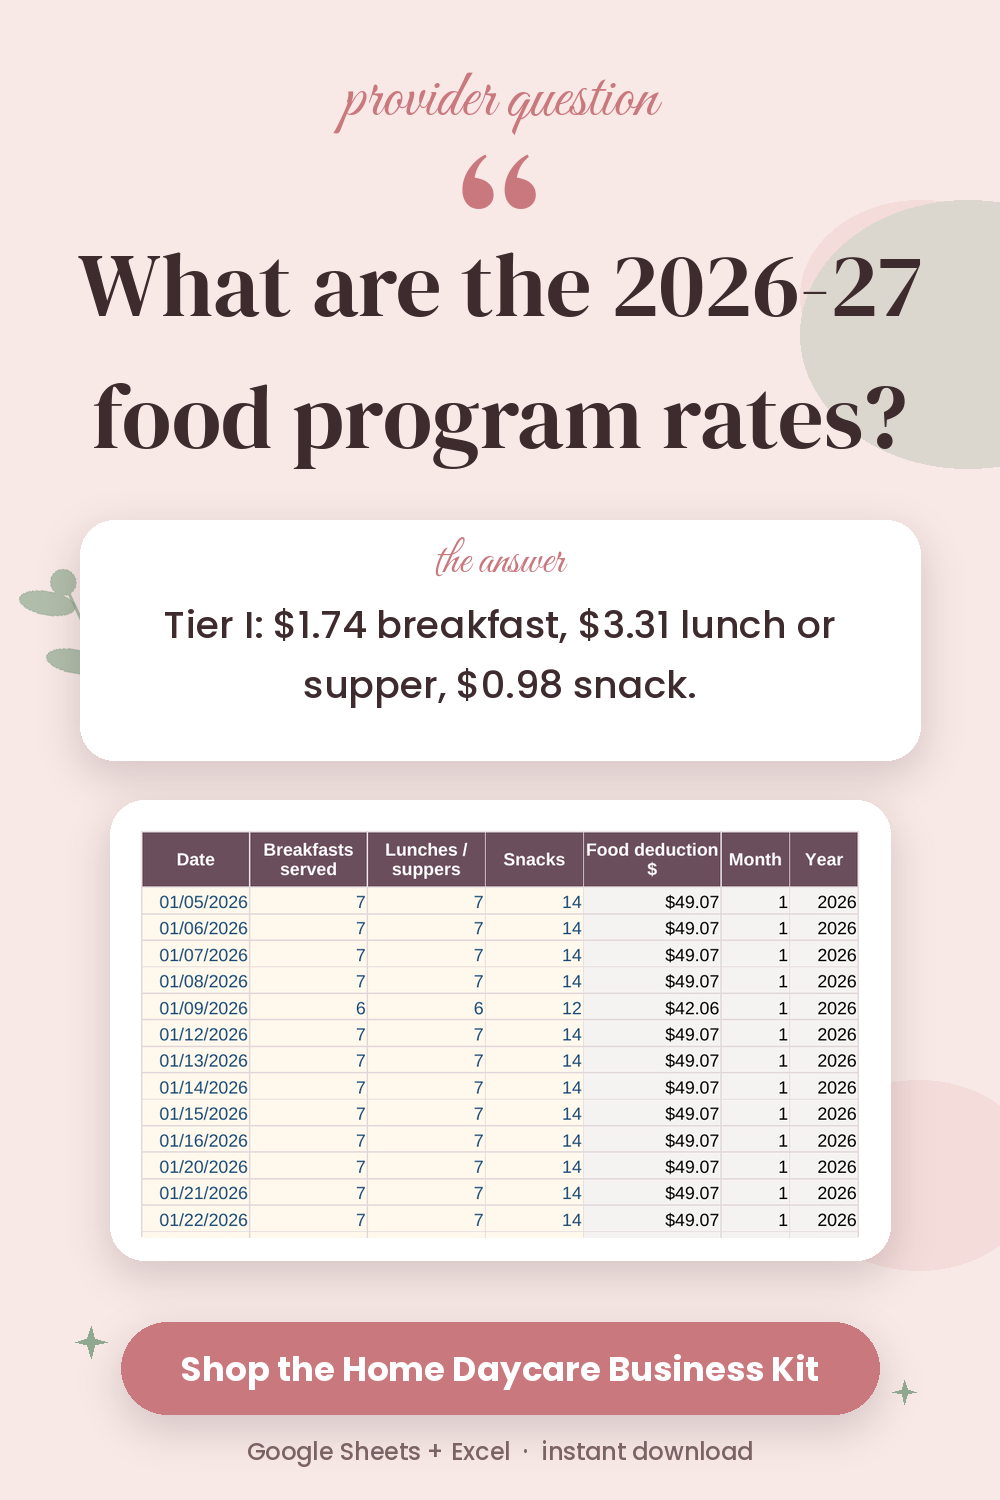 provider question
“
What are the 2026-27
food program rates?
the answer
Tier I: $1.74 breakfast, $3.31 lunch or
supper, $0.98 snack.
Date Breakfasts served Lunches / suppers Snacks Food deduction $ Month Year
01/05/2026 7 7 14 $49.07 1 2026
01/06/2026 7 7 14 $49.07 1 2026
01/07/2026 7 7 14 $49.07 1 2026
01/08/2026 7 7 14 $49.07 1 2026
01/09/2026 6 6 12 $42.06 1 2026
01/12/2026 7 7 14 $49.07 1 2026
01/13/2026 7 7 14 $49.07 1 2026
01/14/2026 7 7 14 $49.07 1 2026
01/15/2026 7 7 14 $49.07 1 2026
01/16/2026 7 7 14 $49.07 1 2026
01/20/2026 7 7 14 $49.07 1 2026
01/21/2026 7 7 14 $49.07 1 2026
01/22/2026 7 7 14 $49.07 1 2026
Shop the Home Daycare Business Kit
Google Sheets + Excel · instant download